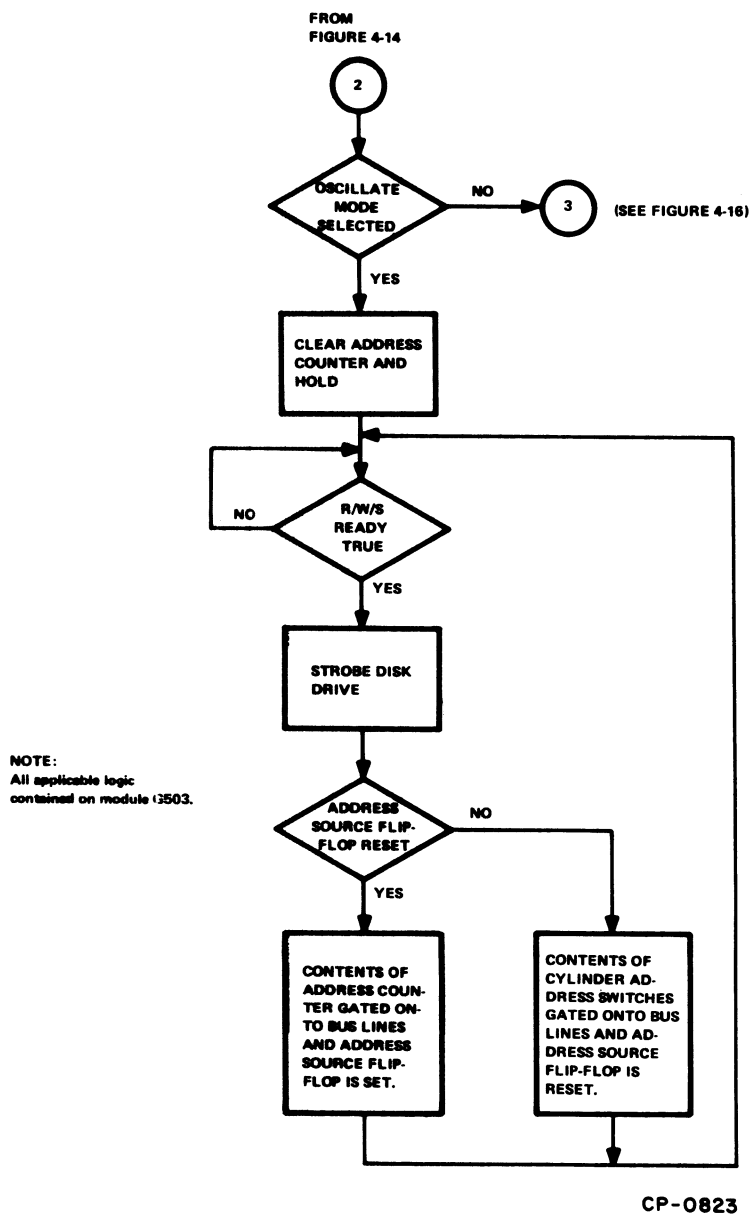 FROM
FIGURE 4-14
2
OSCILLATE
MODE
SELECTED
NO
3
(SEE FIGURE 4-16)
YES
CLEAR ADDRESS
COUNTER AND
HOLD
NO
R/W/S
READY
TRUE
YES
STROBE DISK
DRIVE
NOTE:
All applicable logic
contained on module G503.
ADDRESS
SOURCE FLIP-
FLOP RESET
NO
YES
CONTENTS OF
ADDRESS COUN-
TER GATED ON-
TO BUS LINES
AND ADDRESS
SOURCE FLIP-
FLOP IS SET.
CONTENTS OF
CYLINDER AD-
DRESS SWITCHES
GATED ONTO BUS
LINES AND AD-
DRESS SOURCE
FLIP-FLOP IS
RESET.
CP-0823